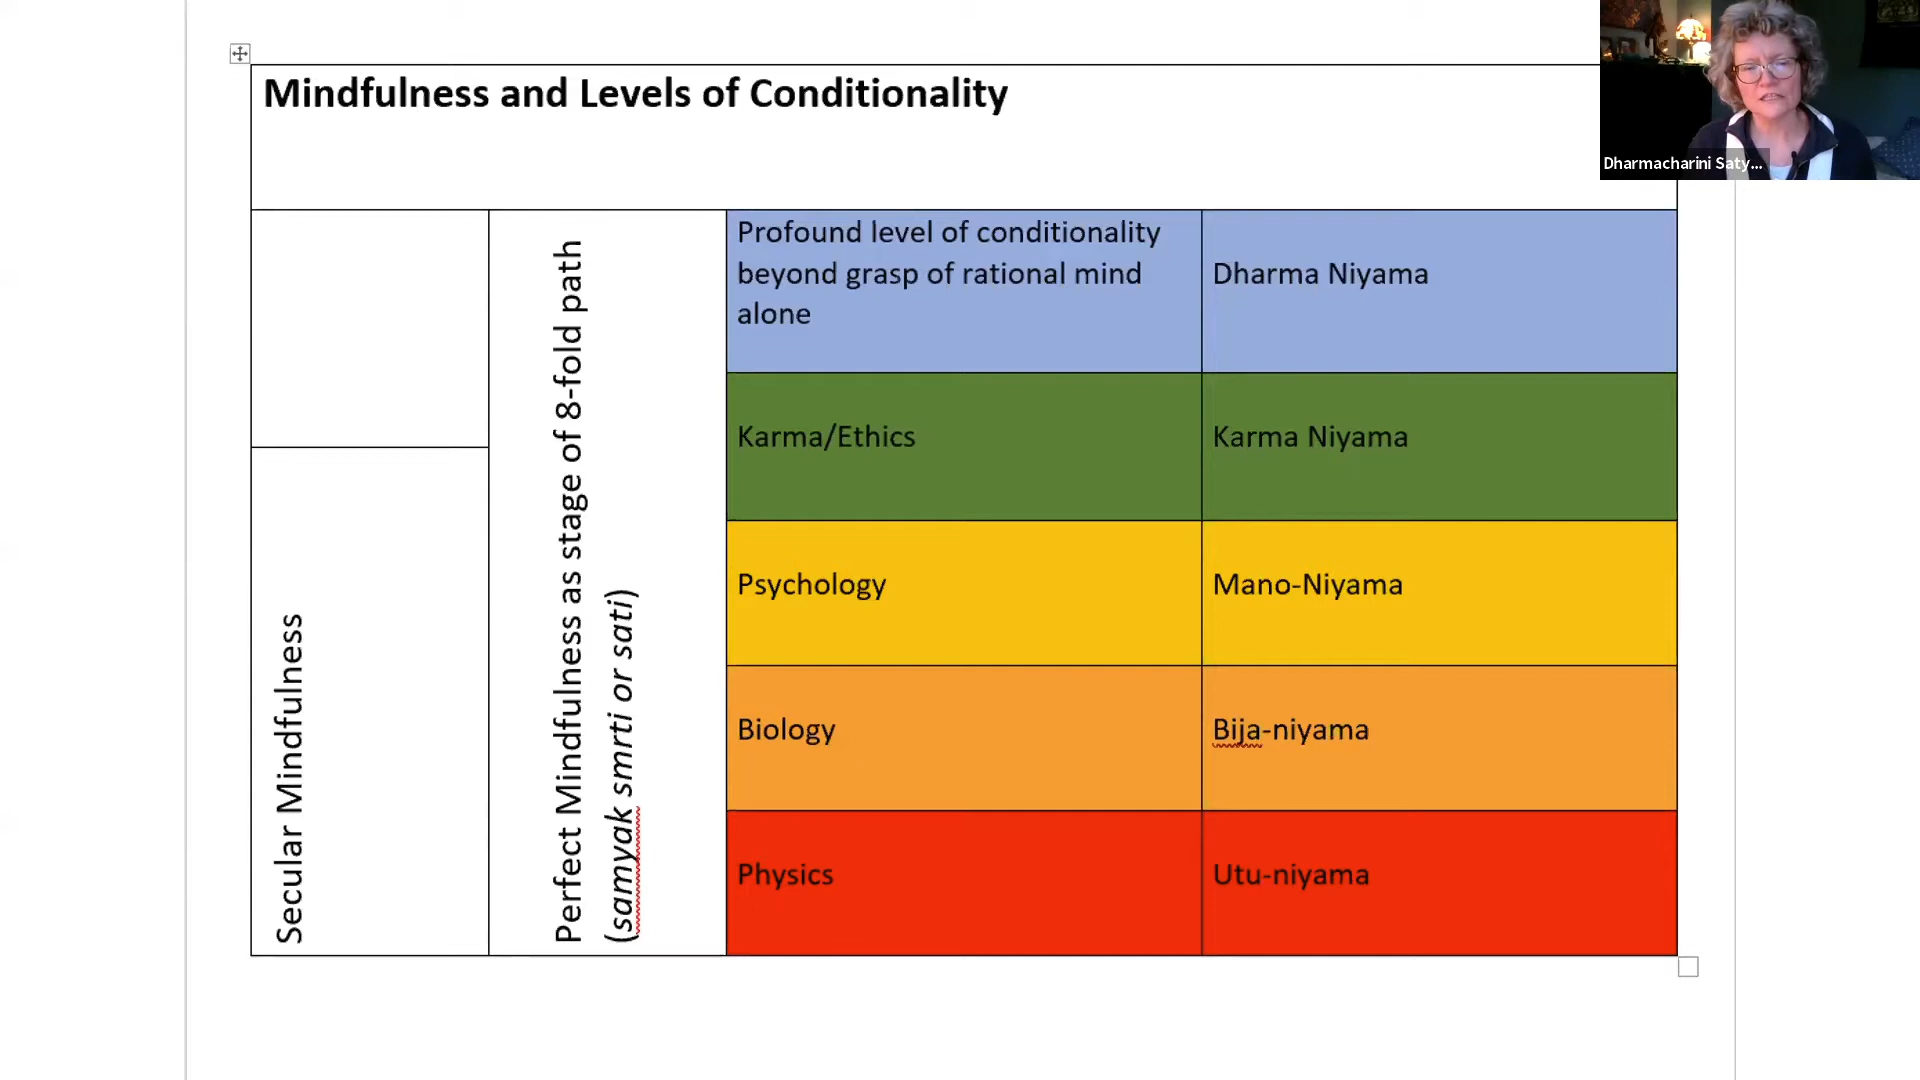 Mindfulness and Levels of Conditionality
Dharmacharini Saty...
Secular Mindfulness
Perfect Mindfulness as stage of 8-fold path
(samyak smrti or sati)
Profound level of conditionality
beyond grasp of rational mind
alone
Dharma Niyama
Karma/Ethics
Karma Niyama
Psychology
Mano-Niyama
Biology
Bija-niyama
Physics
Utu-niyama